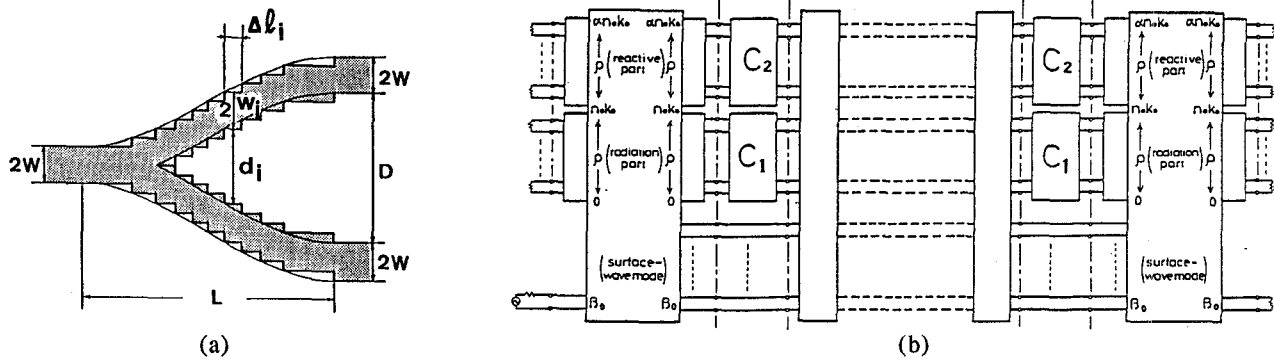 Δℓi
2W
2 Wi
2W
di
D
2W
L
(a)
αn₀k₀ αn₀k₀
ρ (reactive part) ρ
n₀k₀ n₀k₀
ρ (radiation part) ρ
0 0
(surface-wavemode)
β₀ β₀
C₂
C₁
C₂
C₁
αn₀k₀ αn₀k₀
ρ (reactive part) ρ
n₀k₀ n₀k₀
ρ (radiation part) ρ
0 0
(surface-wavemode)
β₀ β₀
(b)